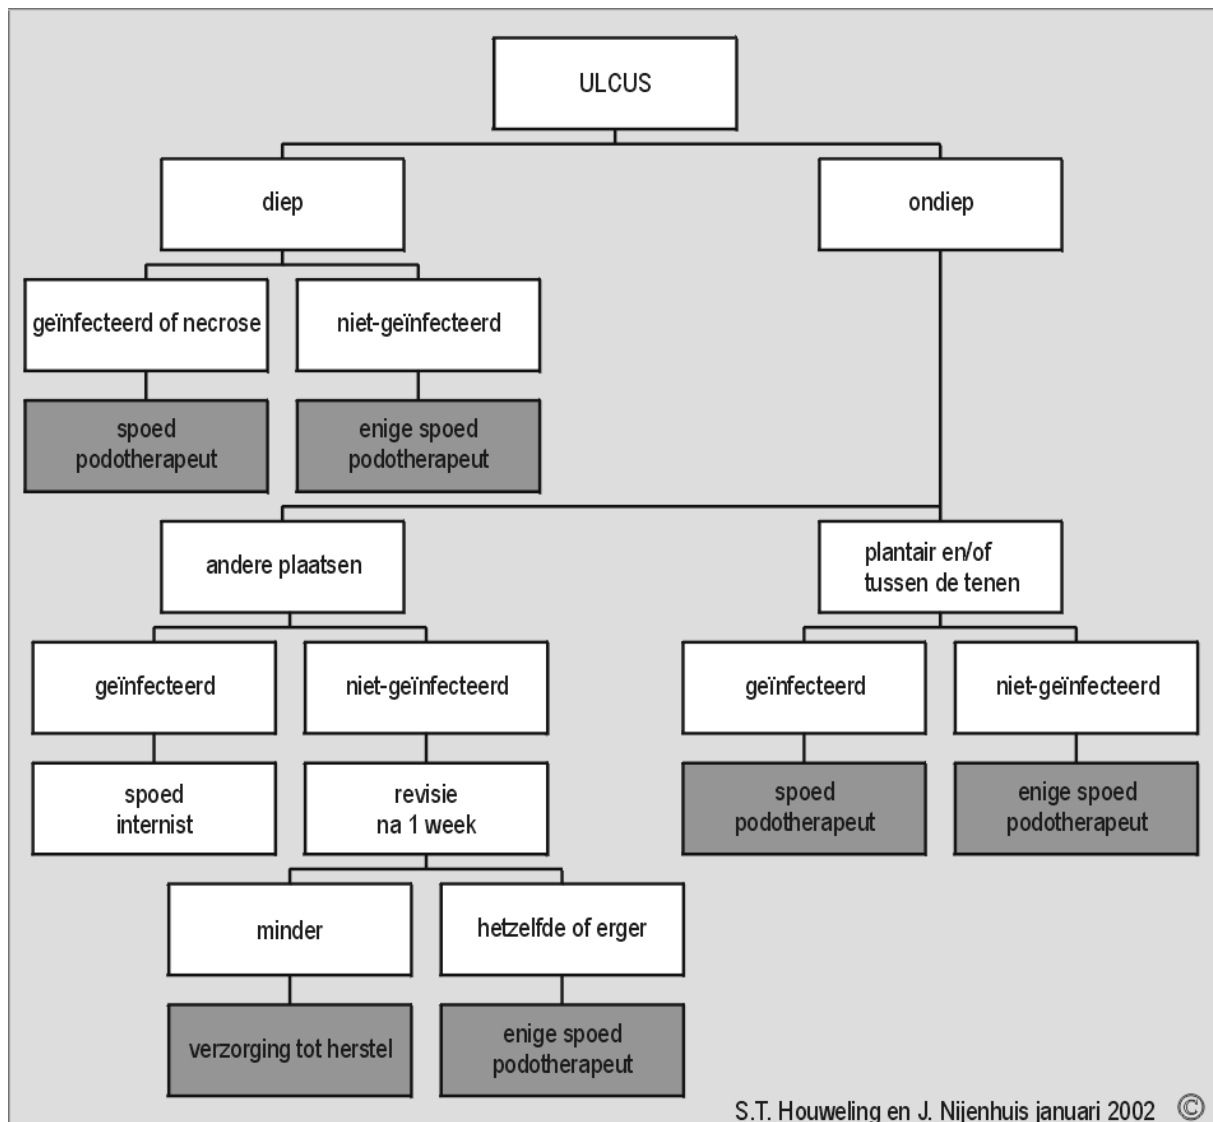 ULCUS
diep
ondiep
geïnfecteerd of necrose
niet-geïnfecteerd
spoed
podotherapeut
enige spoed
podotherapeut
andere plaatsen
plantair en/of
tussen de tenen
geïnfecteerd
niet-geïnfecteerd
geïnfecteerd
niet-geïnfecteerd
spoed
internist
revisie
na 1 week
spoed
podotherapeut
enige spoed
podotherapeut
minder
hetzelfde of erger
verzorging tot herstel
enige spoed
podotherapeut
S.T. Houweling en J. Nijenhuis januari 2002 ©